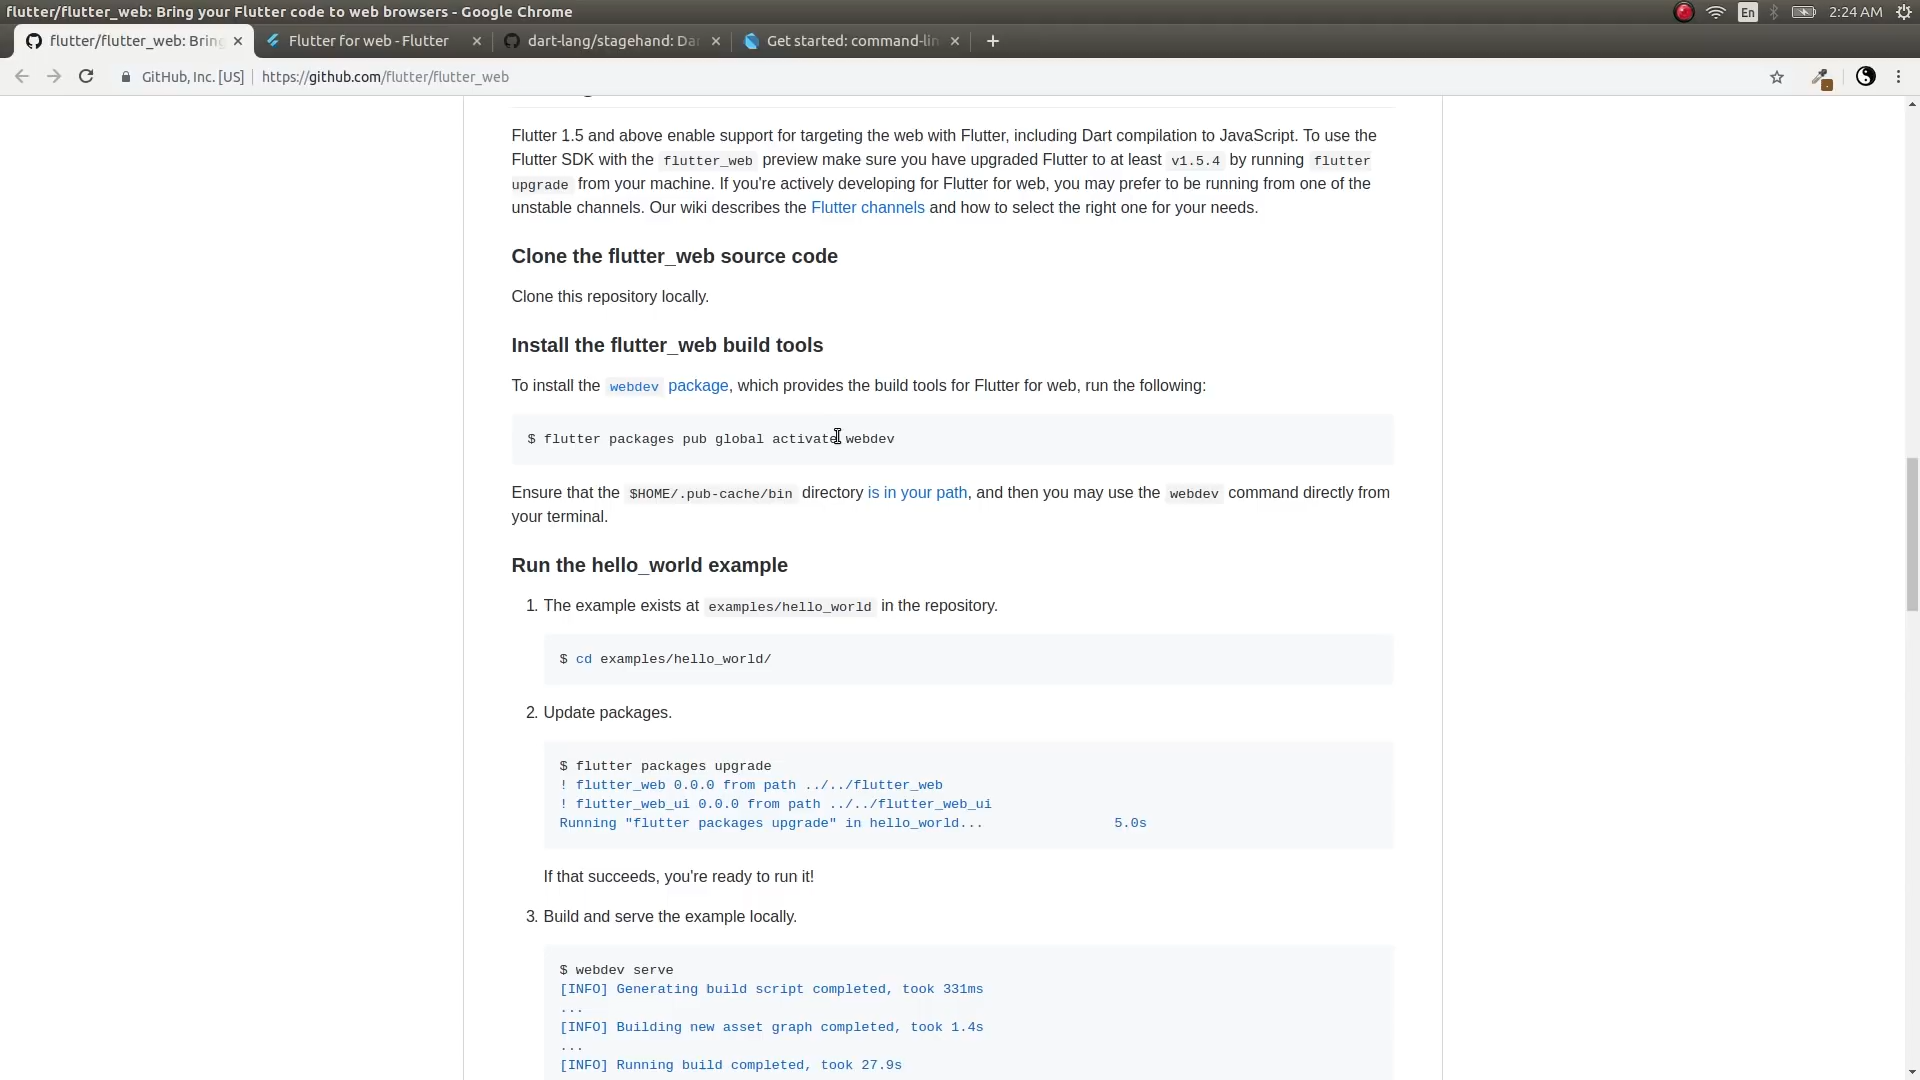 flutter/flutter_web: Bring your Flutter code to web browsers - Google Chrome
En
2:24 AM
flutter/flutter_web: Bring
Flutter for web - Flutter
dart-lang/stagehand: Dar
Get started: command-lin
GitHub, Inc. [US]
https://github.com/flutter/flutter_web
Flutter 1.5 and above enable support for targeting the web with Flutter, including Dart compilation to JavaScript. To use the
Flutter SDK with the flutter_web preview make sure you have upgraded Flutter to at least v1.5.4 by running flutter
upgrade from your machine. If you're actively developing for Flutter for web, you may prefer to be running from one of the
unstable channels. Our wiki describes the Flutter channels and how to select the right one for your needs.
Clone the flutter_web source code
Clone this repository locally.
Install the flutter_web build tools
To install the webdev package, which provides the build tools for Flutter for web, run the following:
$ flutter packages pub global activate webdev
Ensure that the $HOME/.pub-cache/bin directory is in your path, and then you may use the webdev command directly from
your terminal.
Run the hello_world example
1. The example exists at examples/hello_world in the repository.
$ cd examples/hello_world/
2. Update packages.
$ flutter packages upgrade
! flutter_web 0.0.0 from path ../../flutter_web
! flutter_web_ui 0.0.0 from path ../../flutter_web_ui
Running "flutter packages upgrade" in hello_world... 5.0s
If that succeeds, you're ready to run it!
3. Build and serve the example locally.
$ webdev serve
[INFO] Generating build script completed, took 331ms
...
[INFO] Building new asset graph completed, took 1.4s
...
[INFO] Running build completed, took 27.9s